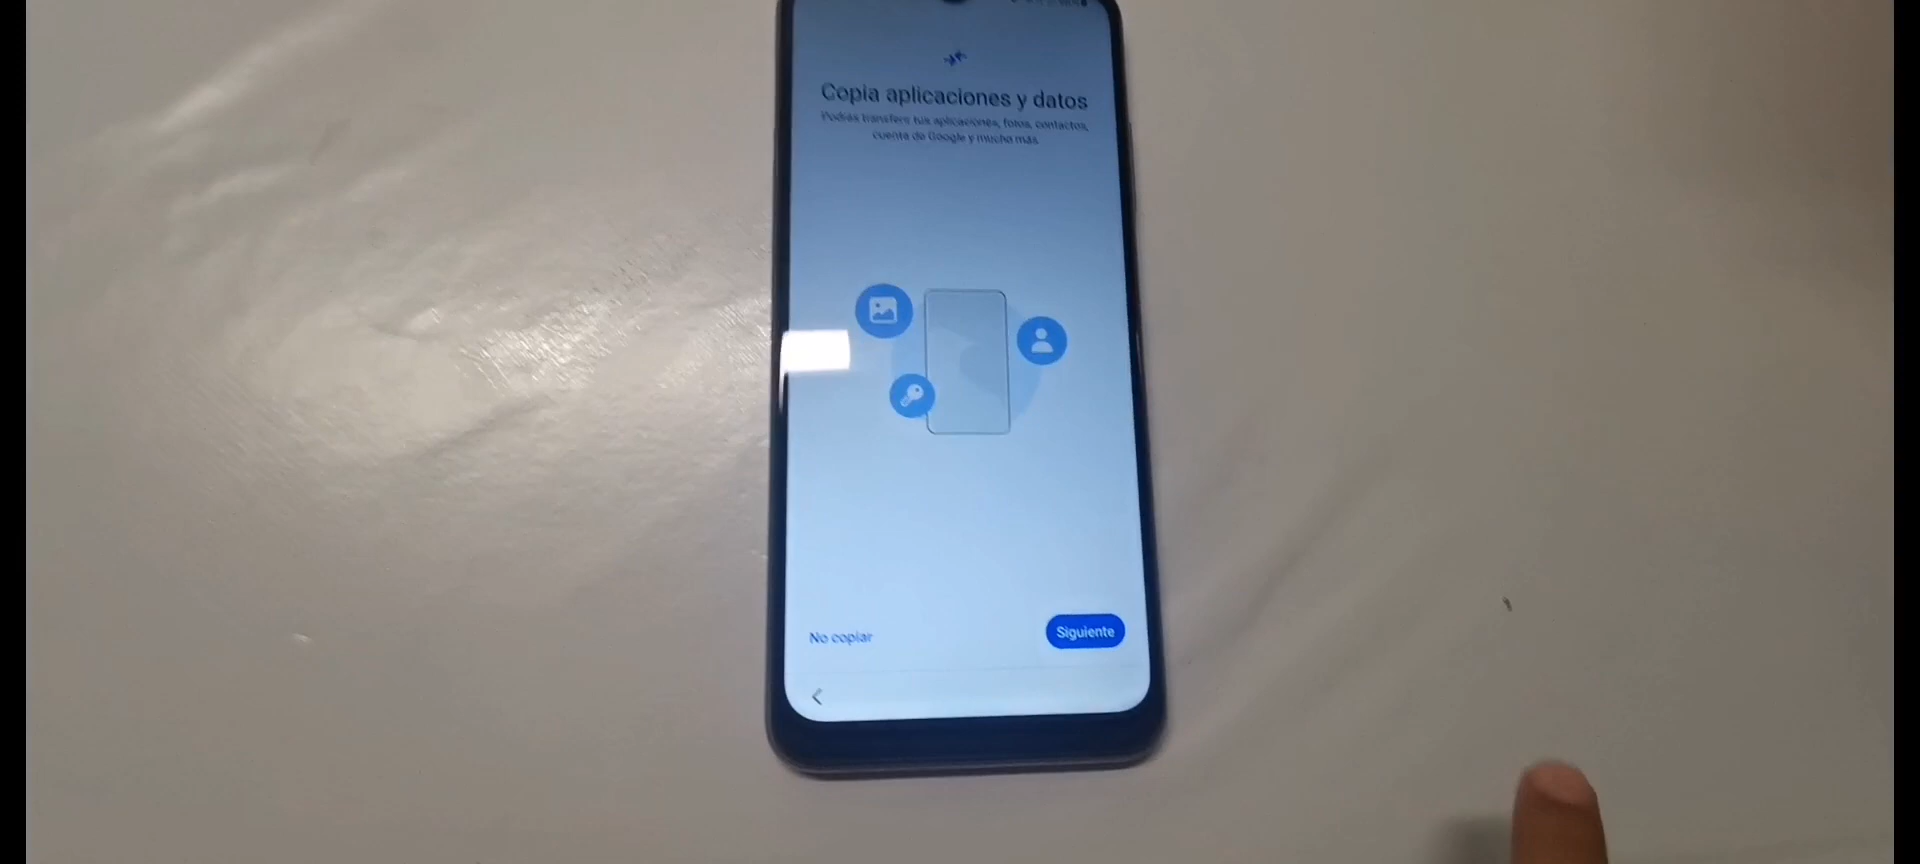 Copia aplicaciones y datos
Podrás transferir tus aplicaciones, fotos, contactos,
cuenta de Google y mucho más.
No copiar
Siguiente